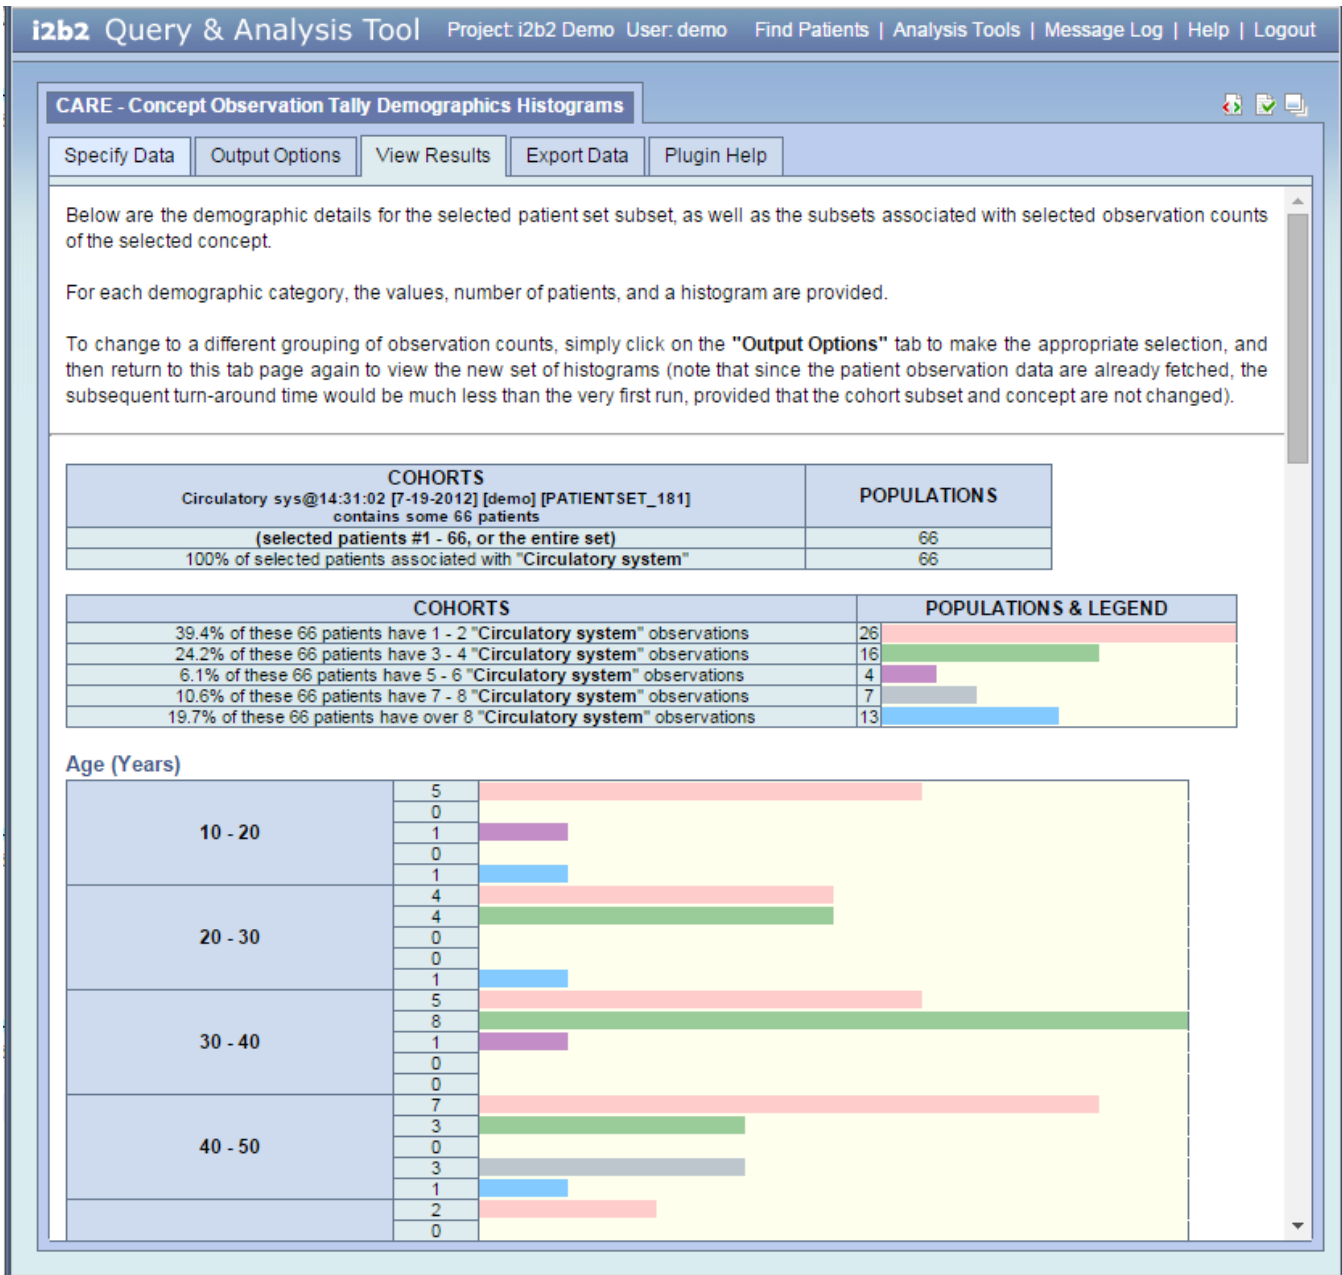 i2b2 Query & Analysis Tool Project: i2b2 Demo User: demo Find Patients | Analysis Tools | Message Log | Help | Logout
CARE - Concept Observation Tally Demographics Histograms
Specify Data Output Options View Results Export Data Plugin Help
Below are the demographic details for the selected patient set subset, as well as the subsets associated with selected observation counts
of the selected concept.
For each demographic category, the values, number of patients, and a histogram are provided.
To change to a different grouping of observation counts, simply click on the "Output Options" tab to make the appropriate selection, and
then return to this tab page again to view the new set of histograms (note that since the patient observation data are already fetched, the
subsequent turn-around time would be much less than the very first run, provided that the cohort subset and concept are not changed).
COHORTS
Circulatory sys@14:31:02 [7-19-2012] [demo] [PATIENTSET_181]
contains some 66 patients
POPULATIONS
(selected patients #1 - 66, or the entire set) 66
100% of selected patients associated with "Circulatory system" 66
COHORTS POPULATIONS & LEGEND
39.4% of these 66 patients have 1 - 2 "Circulatory system" observations 26
24.2% of these 66 patients have 3 - 4 "Circulatory system" observations 16
6.1% of these 66 patients have 5 - 6 "Circulatory system" observations 4
10.6% of these 66 patients have 7 - 8 "Circulatory system" observations 7
19.7% of these 66 patients have over 8 "Circulatory system" observations 13
Age (Years)
10 - 20
5
0
1
0
1
20 - 30
4
4
0
0
1
30 - 40
5
8
1
0
0
40 - 50
7
3
0
3
1
2
0